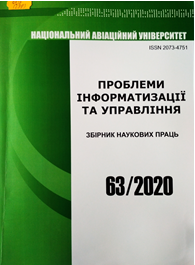 НАЦІОНАЛЬНИЙ АВІАЦІЙНИЙ УНІВЕРСИТЕТ
ISSN 2073-4751
ПРОБЛЕМИ
ІНФОРМАТИЗАЦІЇ
ТА УПРАВЛІННЯ
ЗБІРНИК НАУКОВИХ ПРАЦЬ
63/2020